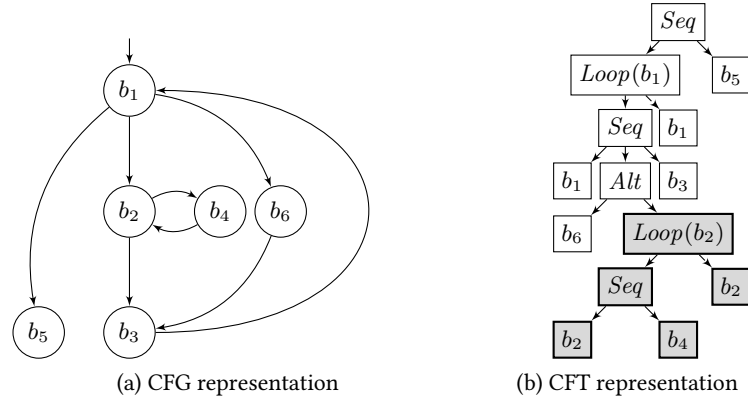 b1
b2
b4
b6
b5
b3
(a) CFG representation
Seq
Loop(b1)
b5
Seq
b1
b1
Alt
b3
b6
Loop(b2)
Seq
b2
b2
b4
(b) CFT representation